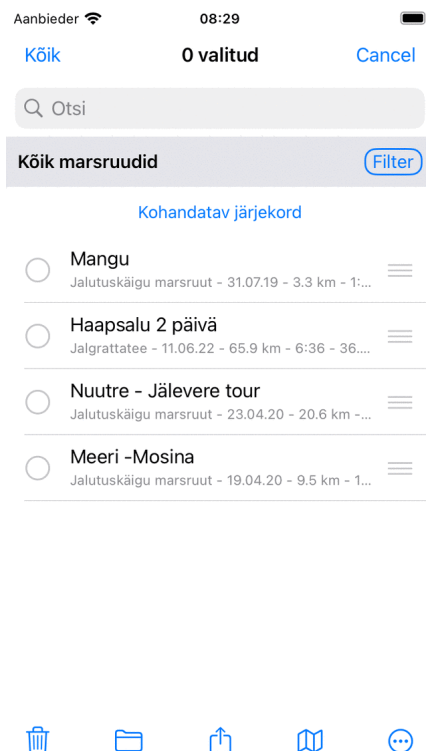 Aanbieder 08:29
Kõik 0 valitud Cancel
Otsi
Kõik marsruudid Filter
Kohandatav järjekord
Mangu
Jalutuskäigu marsruut - 31.07.19 - 3.3 km - 1:...
Haapsalu 2 päivä
Jalgrattatee - 11.06.22 - 65.9 km - 6:36 - 36....
Nuutre - Jälevere tour
Jalutuskäigu marsruut - 23.04.20 - 20.6 km -...
Meeri -Mosina
Jalutuskäigu marsruut - 19.04.20 - 9.5 km - 1...